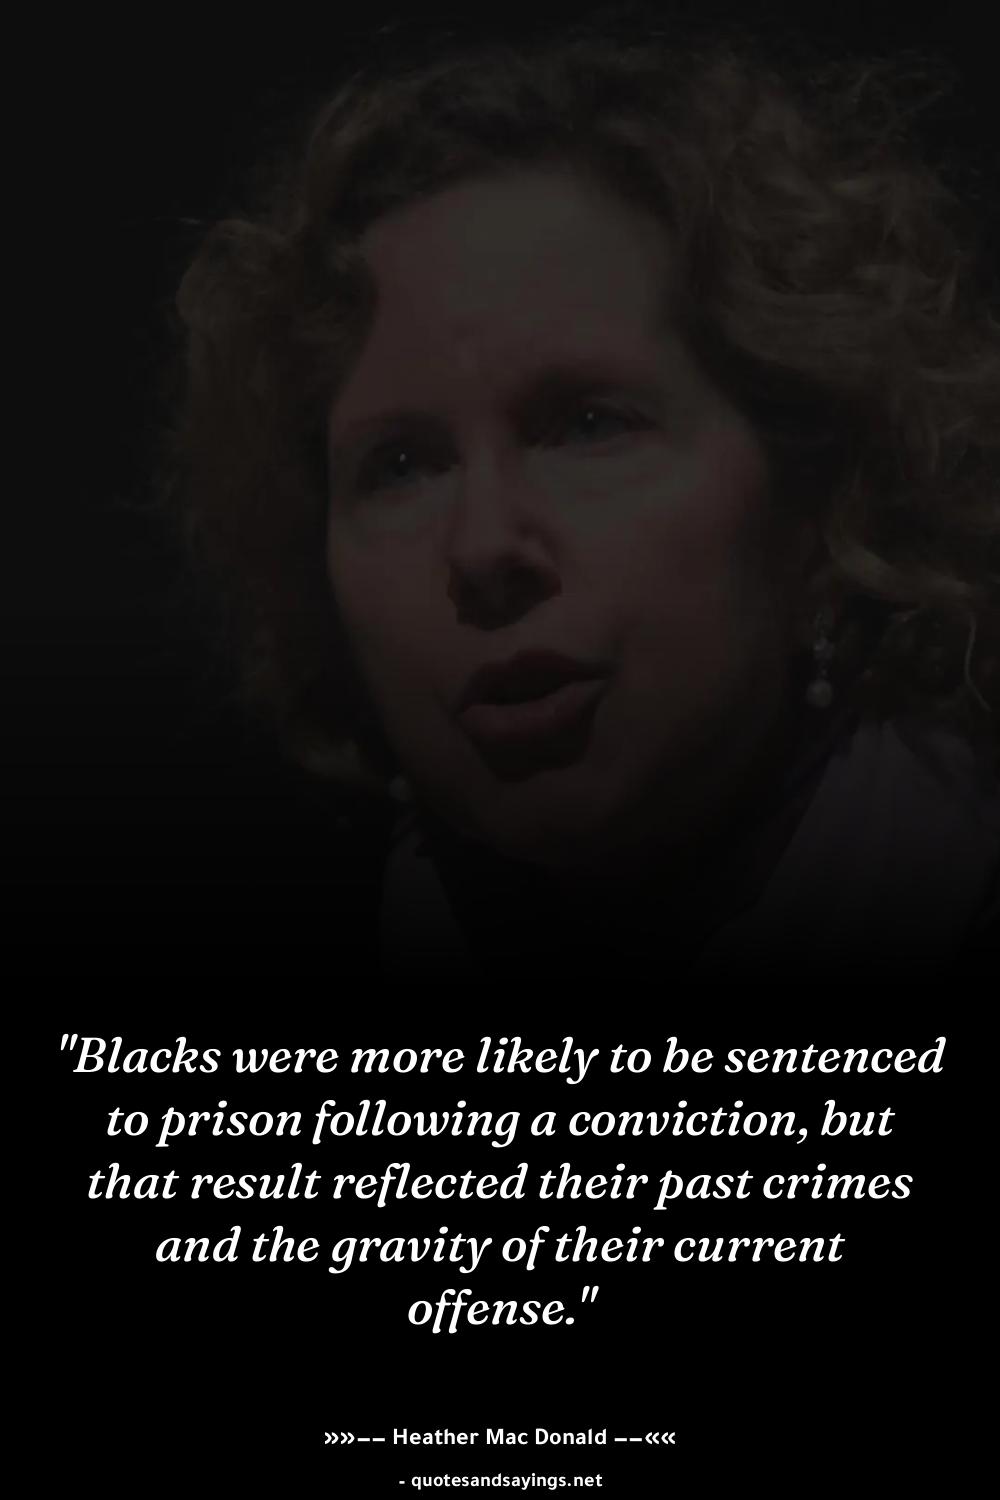 "Blacks were more likely to be sentenced
to prison following a conviction, but
that result reflected their past crimes
and the gravity of their current
offense."
»»–– Heather Mac Donald ––««
- quotesandsayings.net